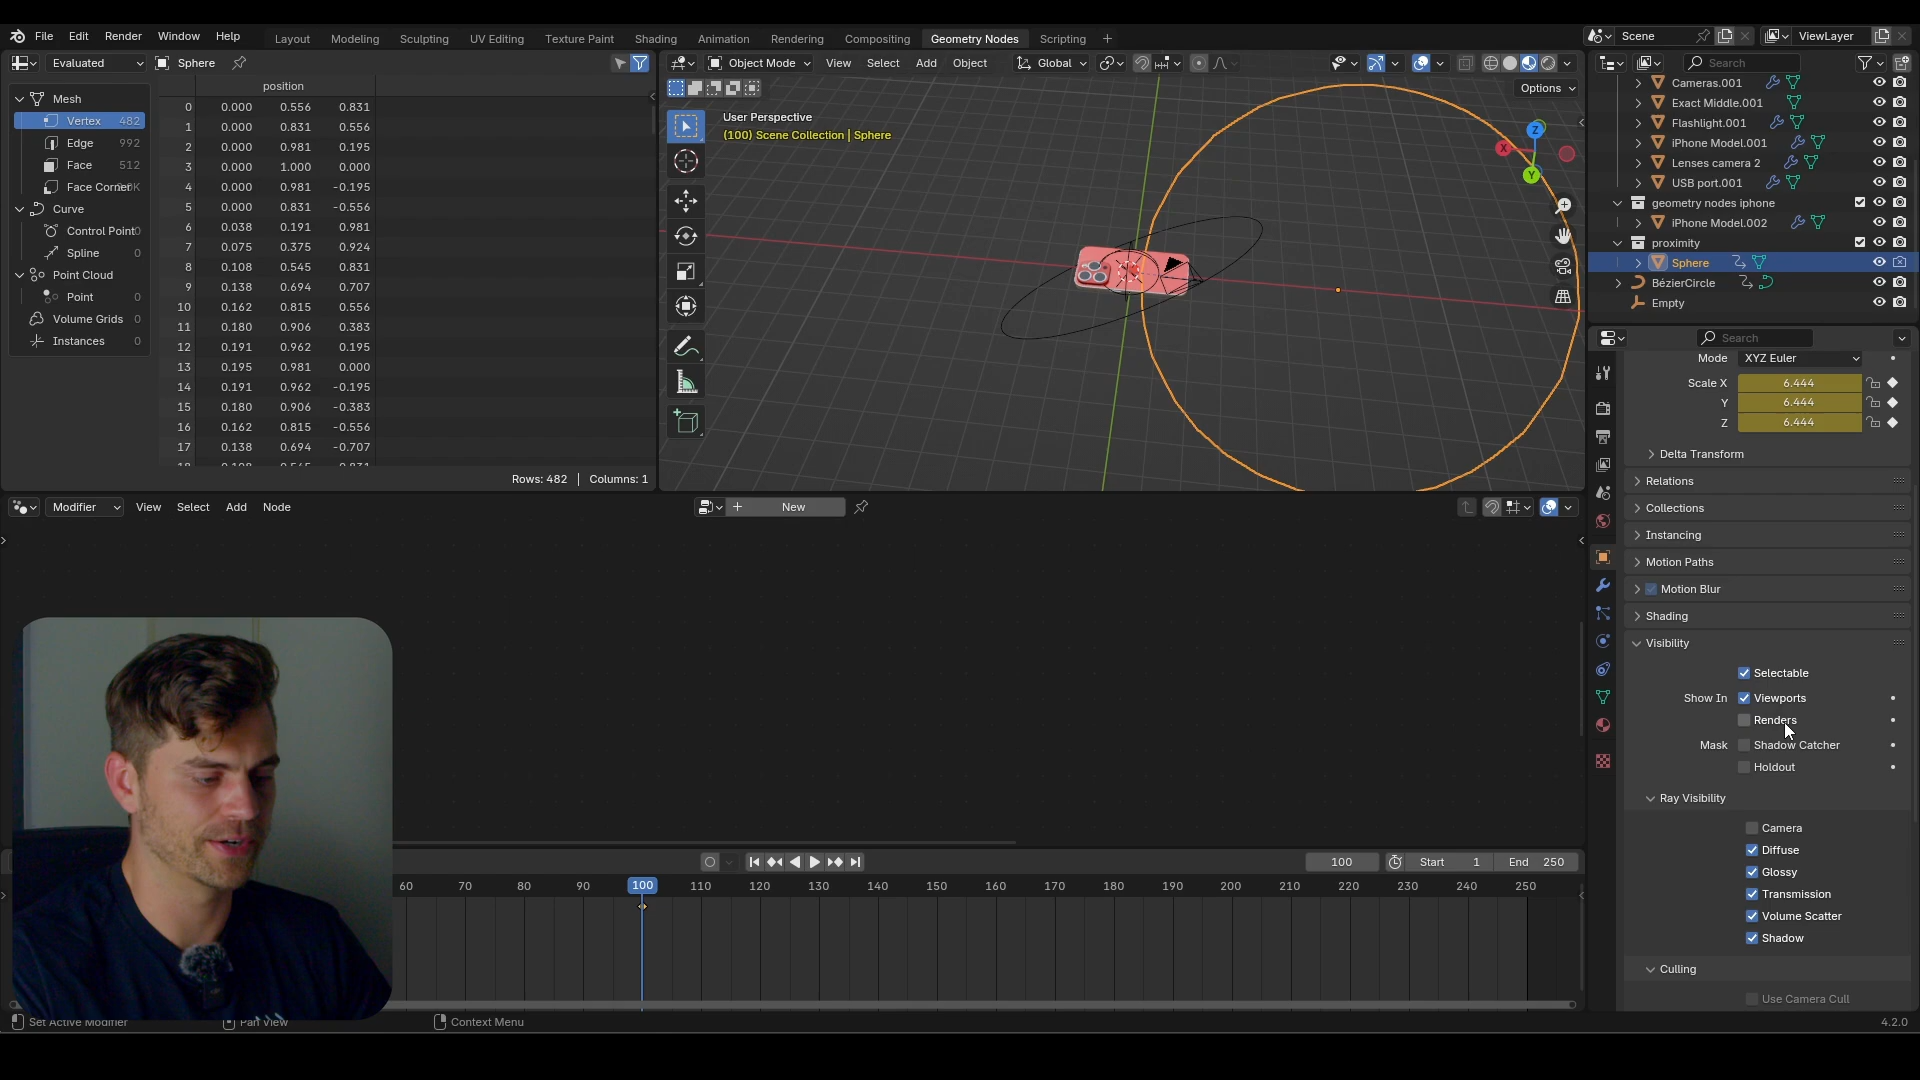 File Edit Render Window Help
Layout Modeling Sculpting UV Editing Texture Paint Shading Animation Rendering Compositing Geometry Nodes Scripting +
Scene ViewLayer
Evaluated Sphere
Object Mode View Select Add Object Global
Search
Options
Mesh
Vertex 482
Edge 992
Face 512
Face Corn
Curve
Control Point 0
Spline 0
Point Cloud
Point 0
Volume Grids 0
Instances 0
position
0 0.000 0.556 0.831
1 0.000 0.831 0.556
2 0.000 0.981 0.195
3 0.000 1.000 0.000
4 0.000 0.981 -0.195
5 0.000 0.831 -0.556
6 0.038 0.191 0.981
7 0.075 0.375 0.924
8 0.108 0.545 0.831
9 0.138 0.694 0.707
10 0.162 0.815 0.556
11 0.180 0.906 0.383
12 0.191 0.962 0.195
13 0.195 0.981 0.000
14 0.191 0.962 -0.195
15 0.180 0.906 -0.383
16 0.162 0.815 -0.556
17 0.138 0.694 -0.707
Rows: 482 | Columns: 1
User Perspective
(100) Scene Collection | Sphere
Z
X
Y
Cameras.001
Exact Middle.001
Flashlight.001
iPhone Model.001
Lenses camera 2
USB port.001
geometry nodes iphone
iPhone Model.002
proximity
Sphere
BézierCircle
Empty
Search
Mode XYZ Euler
Scale X 6.444
Y 6.444
Z 6.444
Delta Transform
Relations
Collections
Instancing
Motion Paths
Motion Blur
Shading
Visibility
Selectable
Show In Viewports
Renders
Mask Shadow Catcher
Holdout
Ray Visibility
Camera
Diffuse
Glossy
Transmission
Volume Scatter
Shadow
Culling
Use Camera Cull
Modifier View Select Add Node
+ New
100 Start 1 End 250
60 70 80 90 100 110 120 130 140 150 160 170 180 190 200 210 220 230 240 250
Set Active Modifier Pan View Context Menu
4.2.0